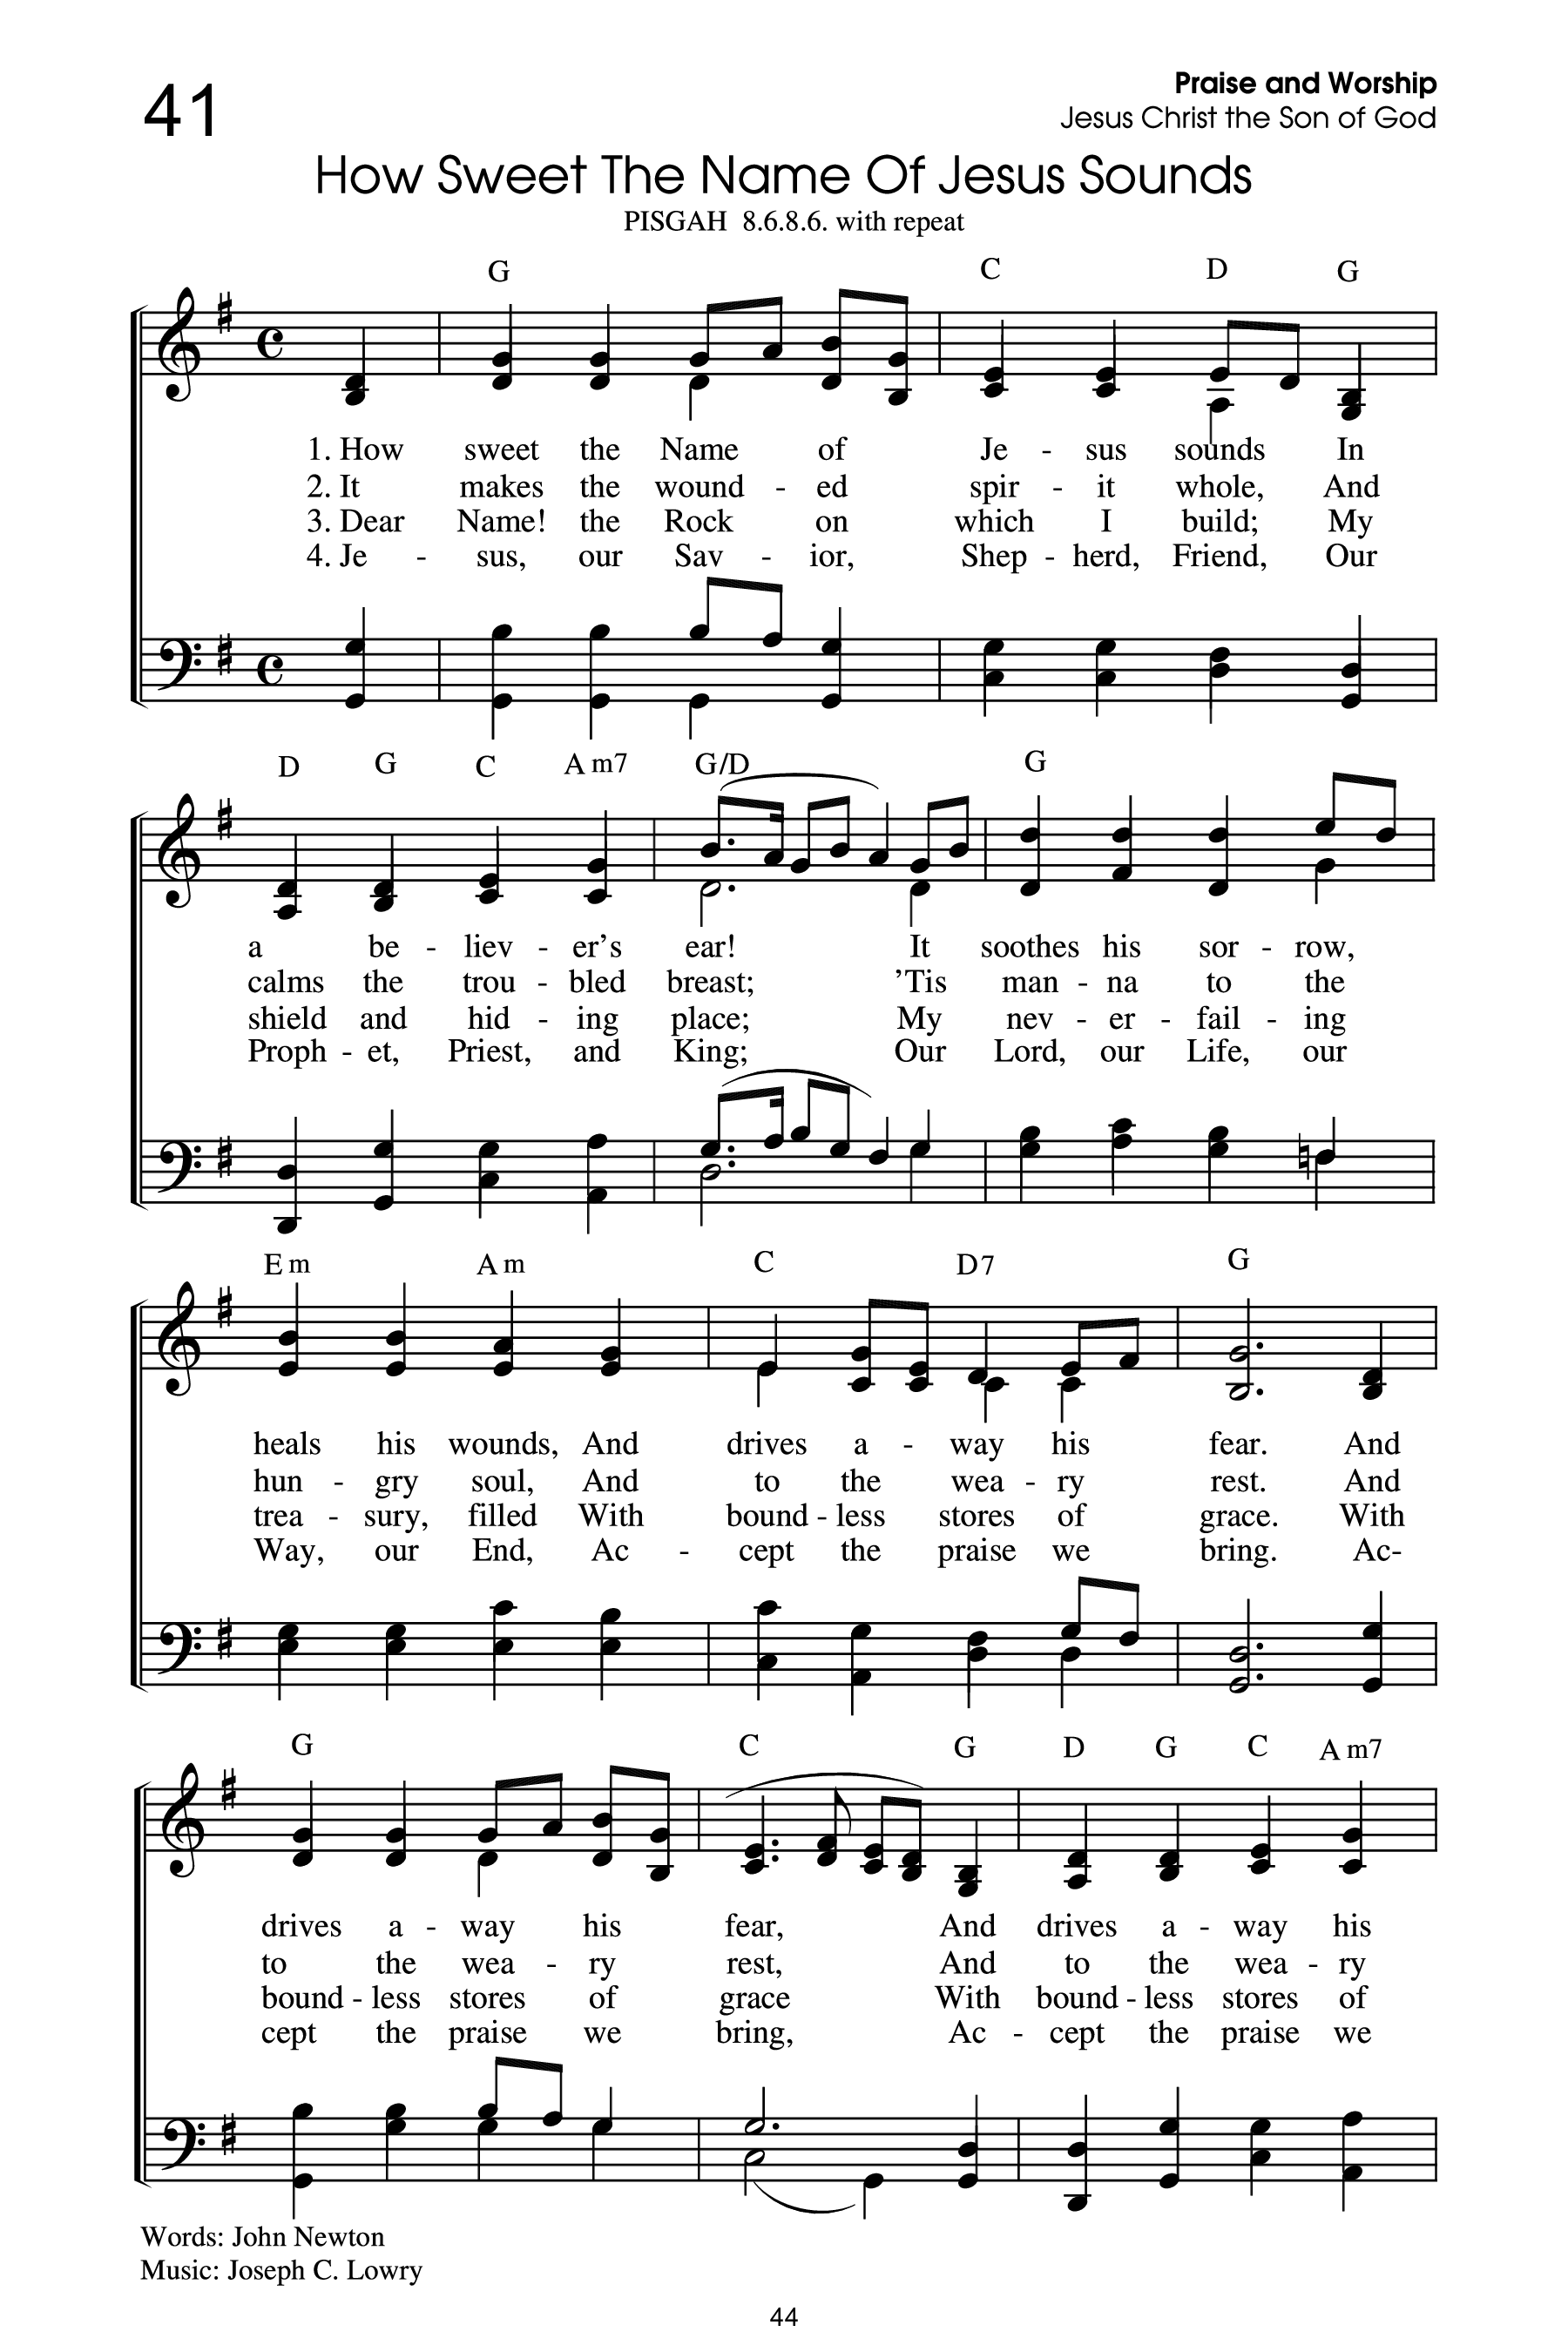 41
Praise and Worship
Jesus Christ the Son of God
How Sweet The Name Of Jesus Sounds
PISGAH 8.6.8.6. with repeat
G C D G
1. How sweet the Name of Je - sus sounds In
2. It makes the wound - ed spir - it whole, And
3. Dear Name! the Rock on which I build; My
4. Je - sus, our Sav - ior, Shep - herd, Friend, Our
D G C A m7 G/D G
a be - liev - er's ear! It soothes his sor - row,
calms the trou - bled breast; 'Tis man - na to the
shield and hid - ing place; My nev - er - fail - ing
Proph - et, Priest, and King; Our Lord, our Life, our
E m A m C D7 G
heals his wounds, And drives a - way his fear. And
hun - gry soul, And to the wea - ry rest. And
trea - sury, filled With bound - less stores of grace. With
Way, our End, Ac - cept the praise we bring. Ac-
G C G D G C A m7
drives a - way his fear, And drives a - way his
to the wea - ry rest, And to the wea - ry
bound - less stores of grace With bound - less stores of
cept the praise we bring, Ac - cept the praise we
Words: John Newton
Music: Joseph C. Lowry
44